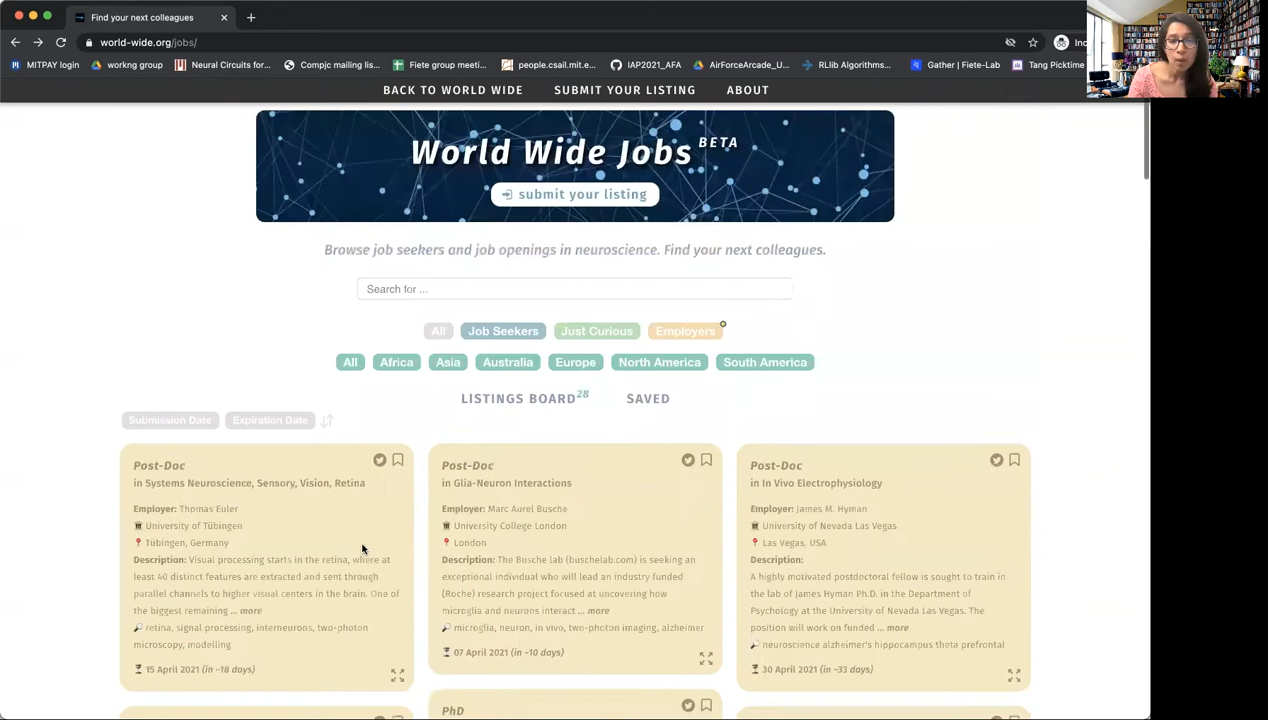 Find your next colleagues
world-wide.org/jobs/
MITPAY login
workng group
Neural Circuits for...
Compjc mailing lis...
Fiete group meeti...
people.csail.mit.e...
IAP2021_AFA
AirForceArcade_U...
RLlib Algorithms...
Gather | Fiete-Lab
Tang Picktime
BACK TO WORLD WIDE
SUBMIT YOUR LISTING
ABOUT
World Wide Jobs BETA
submit your listing
Browse job seekers and job openings in neuroscience. Find your next colleagues.
Search for ...
All
Job Seekers
Just Curious
Employers
All
Africa
Asia
Australia
Europe
North America
South America
LISTINGS BOARD 28
SAVED
Submission Date
Expiration Date
Post-Doc
in Systems Neuroscience, Sensory, Vision, Retina
Employer: Thomas Euler
University of Tübingen
Tübingen, Germany
Description: Visual processing starts in the retina, where at
least 40 distinct features are extracted and sent through
parallel channels to higher visual centers in the brain. One of
the biggest remaining ... more
retina, signal processing, interneurons, two-photon
microscopy, modelling
15 April 2021 (in ~18 days)
Post-Doc
in Glia-Neuron Interactions
Employer: Marc Aurel Busche
University College London
London
Description: The Busche lab (buschelab.com) is seeking an
exceptional individual who will lead an industry funded
(Roche) research project focused at uncovering how
microglia and neurons interact ... more
microglia, neuron, in vivo, two-photon imaging, alzheimer
07 April 2021 (in ~10 days)
Post-Doc
in In Vivo Electrophysiology
Employer: James M. Hyman
University of Nevada Las Vegas
Las Vegas, USA
Description:
A highly motivated postdoctoral fellow is sought to train in
the lab of James Hyman Ph.D. in the Department of
Psychology at the University of Nevada Las Vegas. The
position will work on funded ... more
neuroscience alzheimer's hippocampus theta prefrontal
30 April 2021 (in ~33 days)
PhD